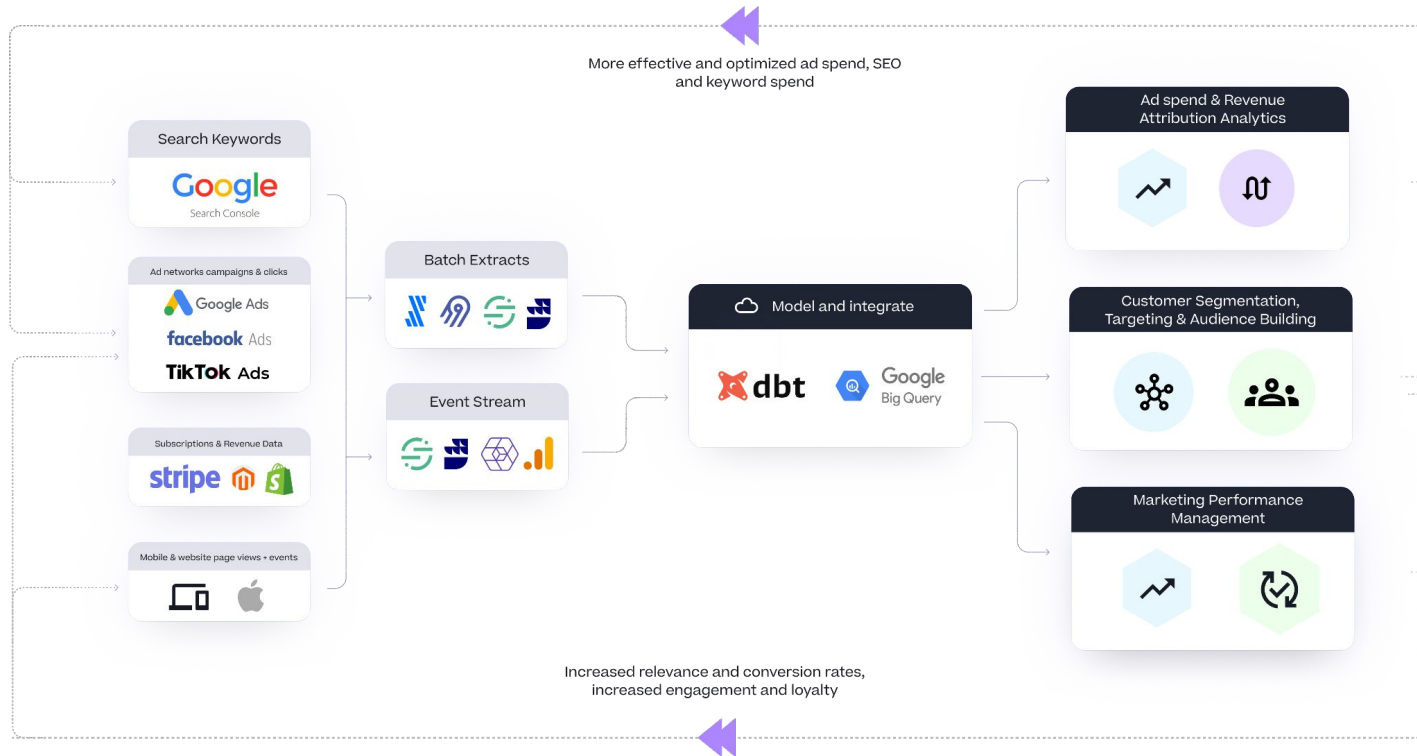 More effective and optimized ad spend, SEO
and keyword spend
Search Keywords
Google
Search Console
Ad networks campaigns & clicks
Google Ads
facebook Ads
TikTok Ads
Subscriptions & Revenue Data
stripe
Mobile & website page views + events
Batch Extracts
Event Stream
Model and integrate
dbt
Google
Big Query
Ad spend & Revenue
Attribution Analytics
Customer Segmentation,
Targeting & Audience Building
Marketing Performance
Management
Increased relevance and conversion rates,
increased engagement and loyalty